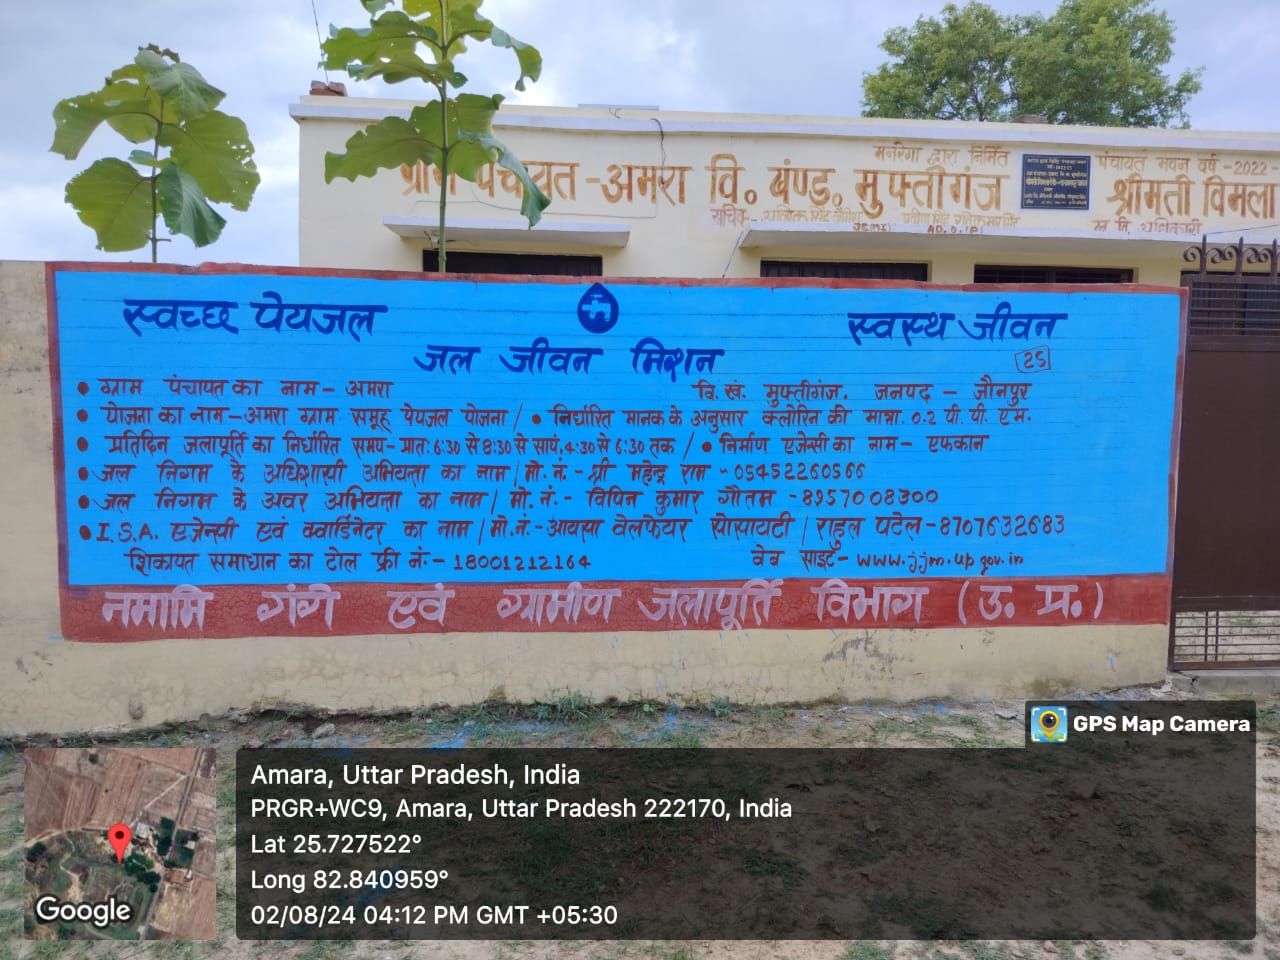 मनरेगा द्वारा निर्मित
पंचायत भवन वर्ष - 2022-
ग्राम पंचायत - अमरा वि. खण्ड. मुफ्तीगंज
श्रीमती विमला
सचिव-
ख. वि. अधिकारी
स्वच्छ पेयजल
स्वस्थ जीवन
जल जीवन मिशन
25
• ग्राम पंचायत का नाम - अमरा वि. खं. मुफ्तीगंज. जनपद - जौनपुर
• योजना का नाम - अमरा ग्राम समूह पेयजल योजना / • निर्धारित मानक के अनुसार क्लोरिन की मात्रा. 0.2 पी. पी. एम.
• प्रतिदिन जलापूर्ति का निर्धारित समय - प्रात: 6:30 से 8:30 से सायं, 4:30 से 6:30 तक / • निर्माण एजेन्सी का नाम - एफकान
• जल निगम के अधिशासी अभियन्ता का नाम / मो. नं. - श्री महेन्द्र राम - 05452260566
• जल निगम के अवर अभियन्ता का नाम / मो. नं. - विपिन कुमार गौतम - 8957008300
• I.S.A. एजेन्सी एवं क्वार्डिनेटर का नाम / मो. नं. - आयसा वेलफेयर सोसायटी / राहुल पटेल - 8707632683
शिकायत समाधान का टोल फ्री नं. - 18001212164 वेब साइट - www.jjm.up.gov.in
नमामि गंगे एवं ग्रामीण जलापूर्ति विभाग (उ. प्र.)
GPS Map Camera
Amara, Uttar Pradesh, India
PRGR+WC9, Amara, Uttar Pradesh 222170, India
Lat 25.727522°
Long 82.840959°
02/08/24 04:12 PM GMT +05:30
Google